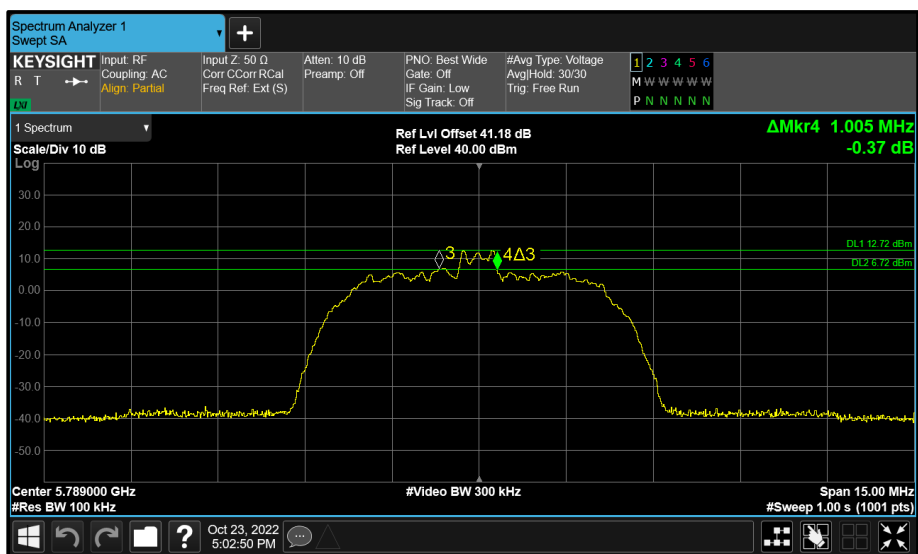 Spectrum Analyzer 1
Swept SA
KEYSIGHT
R T
LXI
Input: RF
Coupling: AC
Align: Partial
Input Z: 50 Ω
Corr CCorr RCal
Freq Ref: Ext (S)
Atten: 10 dB
Preamp: Off
PNO: Best Wide
Gate: Off
IF Gain: Low
Sig Track: Off
#Avg Type: Voltage
Avg|Hold: 30/30
Trig: Free Run
1 2 3 4 5 6
M W W W W W
P N N N N N
1 Spectrum
Scale/Div 10 dB
Ref Lvl Offset 41.18 dB
Ref Level 40.00 dBm
ΔMkr4 1.005 MHz
-0.37 dB
Log
30.0
20.0
10.0
0.00
-10.0
-20.0
-30.0
-40.0
-50.0
3
4Δ3
DL1 12.72 dBm
DL2 6.72 dBm
Center 5.789000 GHz
#Res BW 100 kHz
#Video BW 300 kHz
Span 15.00 MHz
#Sweep 1.00 s (1001 pts)
?
Oct 23, 2022
5:02:50 PM